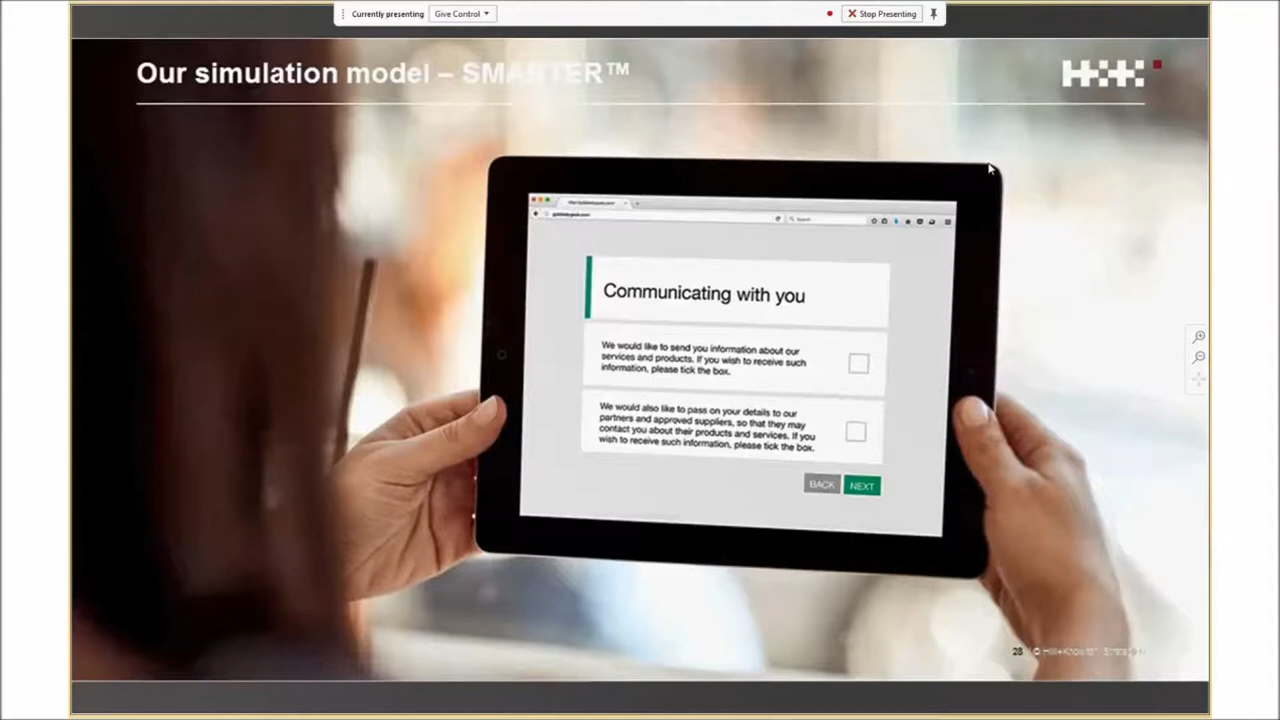 Currently presenting
Give Control
Stop Presenting
Our simulation model – SMARTER™
H+K
Search
Communicating with you
We would like to send you information about our
services and products. If you wish to receive such
information, please tick the box.
We would also like to pass on your details to our
partners and approved suppliers, so that they may
contact you about their products and services. If you
wish to receive such information, please tick the box.
BACK NEXT
28 ©